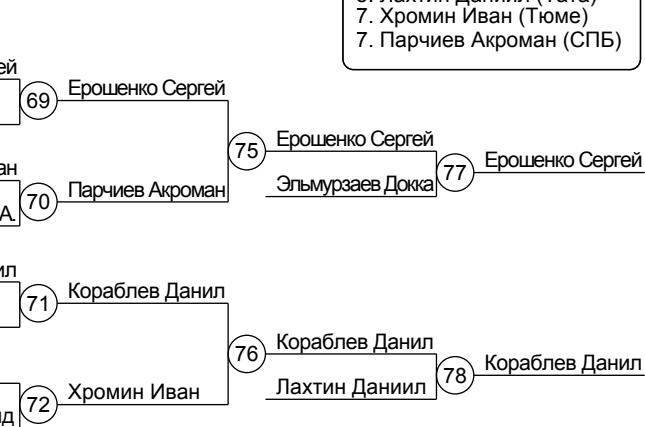 7. Хромин Иван (Тюме)
7. Парчиев Акроман (СПБ)
69 Ерошенко Сергей
75 Ерошенко Сергей
77 Ерошенко Сергей
Эльмурзаев Докка
70 Парчиев Акроман
71 Кораблев Данил
76 Кораблев Данил
78 Кораблев Данил
Лахтин Даниил
72 Хромин Иван